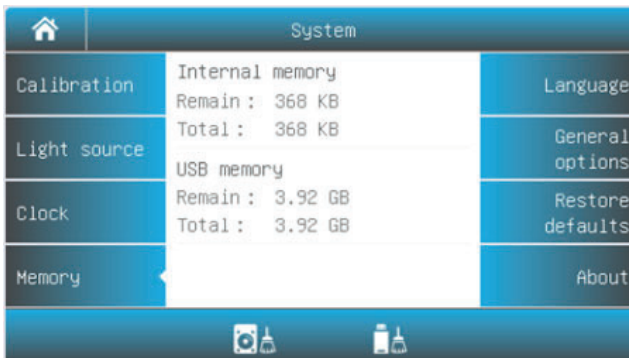 System
Calibration
Light source
Clock
Memory
Internal memory
Remain: 368 KB
Total: 368 KB
USB memory
Remain: 3.92 GB
Total: 3.92 GB
Language
General
options
Restore
defaults
About